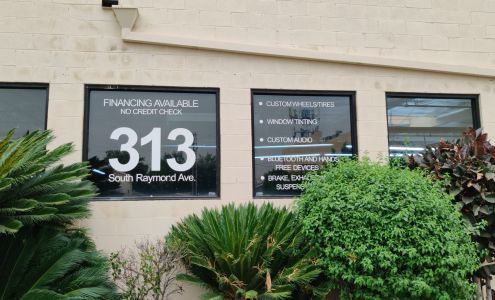 FINANCING AVAILABLE
NO CREDIT CHECK
313
South Raymond Ave.
• CUSTOM WHEELS/TIRES
• WINDOW TINTING
• CUSTOM AUDIO
• BLUETOOTH AND HANDS
FREE DEVICES
• BRAKE,